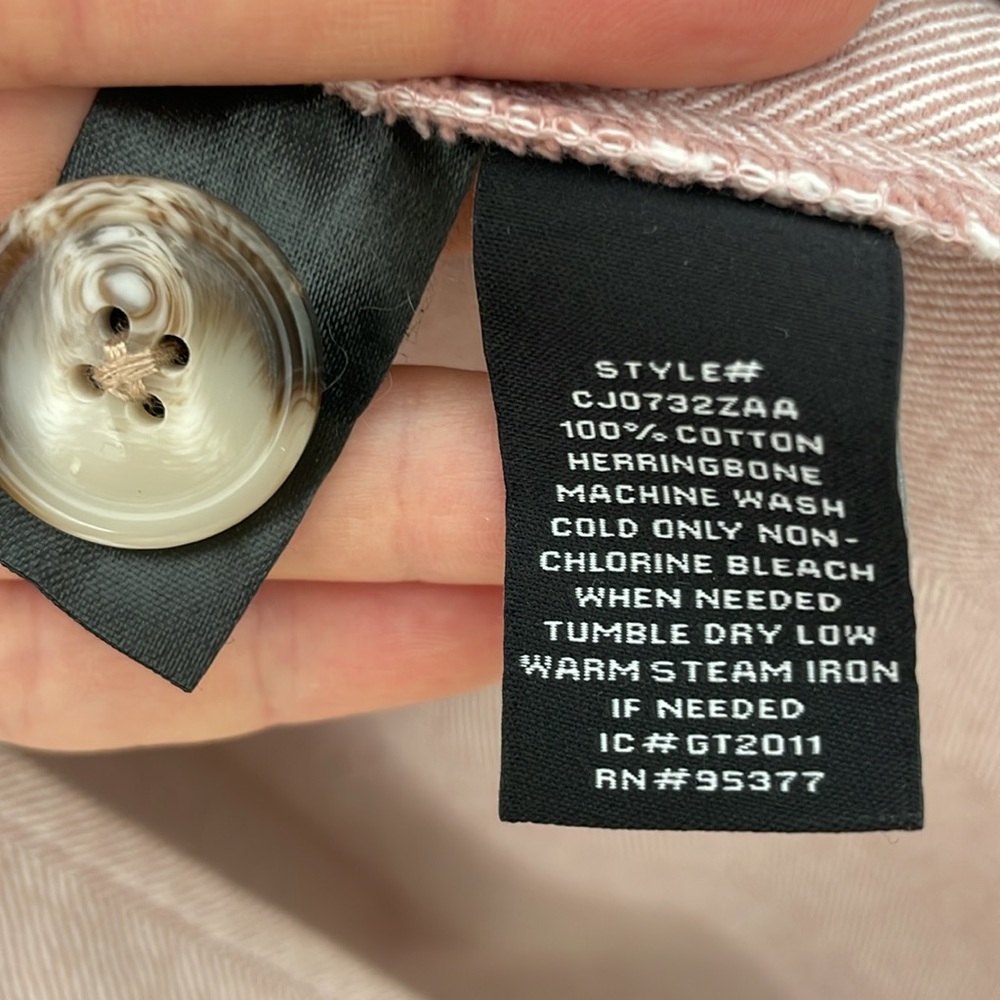 STYLE#
CJ0732ZAA
100% COTTON
HERRINGBONE
MACHINE WASH
COLD ONLY NON-
CHLORINE BLEACH
WHEN NEEDED
TUMBLE DRY LOW
WARM STEAM IRON
IF NEEDED
IC#GT2011
RN#95377